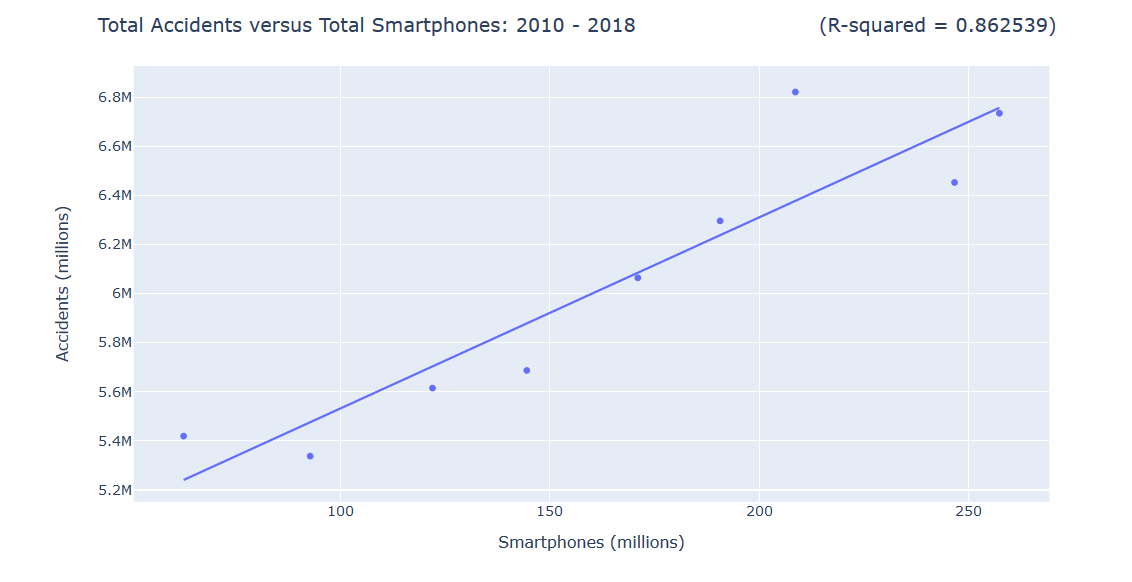 Total Accidents versus Total Smartphones: 2010 - 2018 (R-squared = 0.862539)
6.8M
6.6M
6.4M
6.2M
6M
5.8M
5.6M
5.4M
5.2M
Accidents (millions)
100 150 200 250
Smartphones (millions)